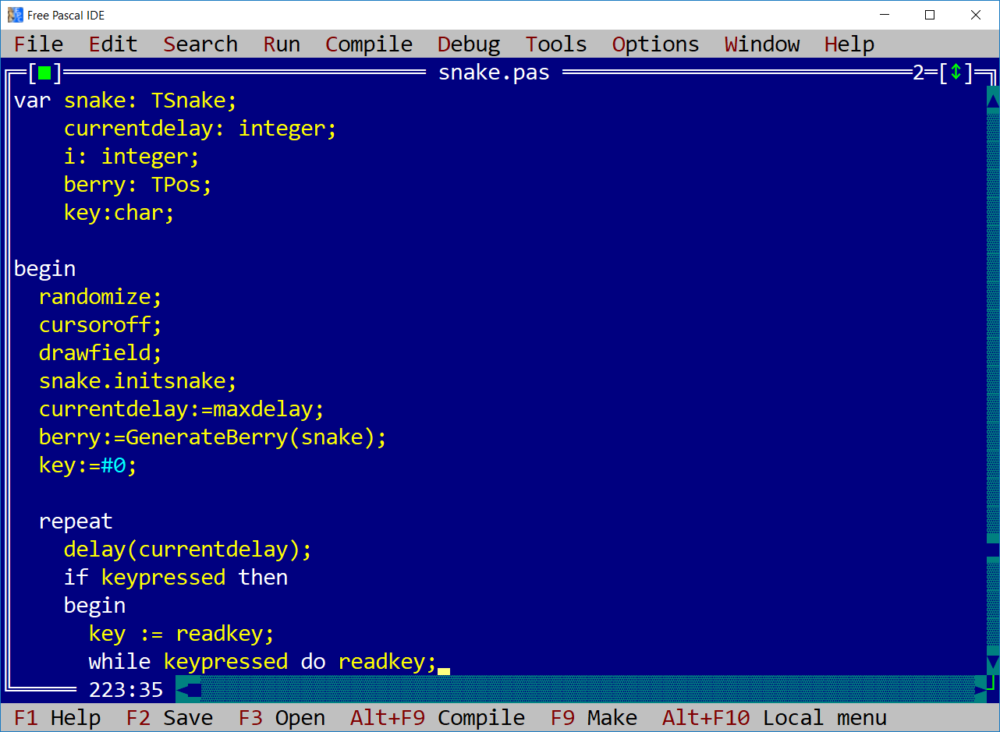 Free Pascal IDE
File Edit Search Run Compile Debug Tools Options Window Help
[■] snake.pas 2=[↕]
var snake: TSnake;
    currentdelay: integer;
    i: integer;
    berry: TPos;
    key:char;

begin
  randomize;
  cursoroff;
  drawfield;
  snake.initsnake;
  currentdelay:=maxdelay;
  berry:=GenerateBerry(snake);
  key:=#0;

  repeat
    delay(currentdelay);
    if keypressed then
    begin
      key := readkey;
      while keypressed do readkey;
223:35
F1 Help F2 Save F3 Open Alt+F9 Compile F9 Make Alt+F10 Local menu